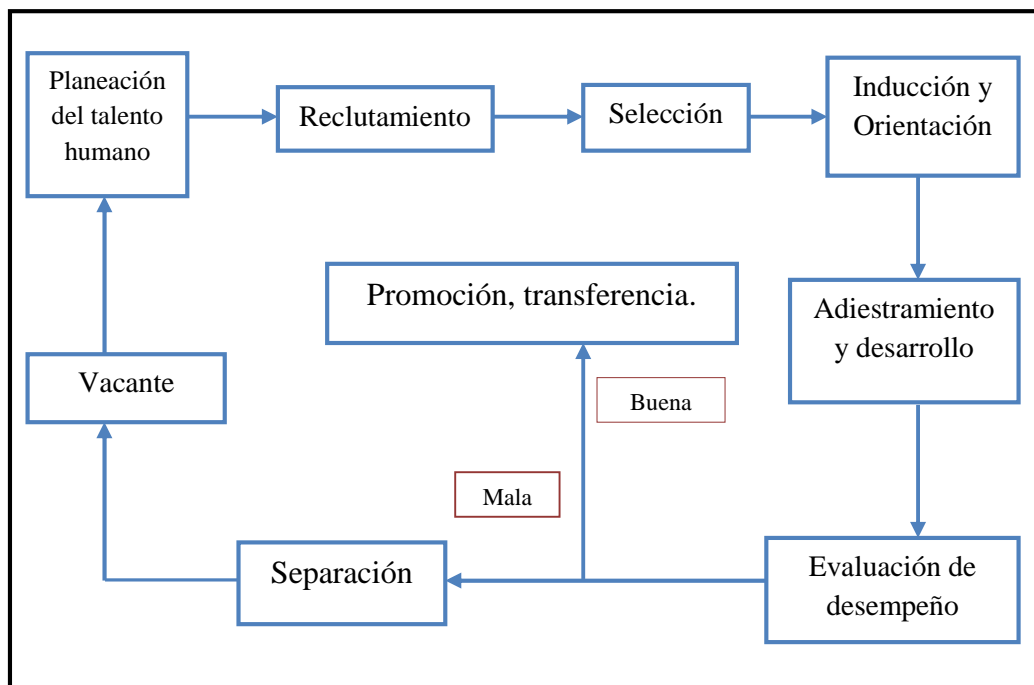 Planeación
del talento
humano
Reclutamiento
Selección
Inducción y
Orientación
Promoción, transferencia.
Adiestramiento
y desarrollo
Vacante
Buena
Mala
Separación
Evaluación de
desempeño